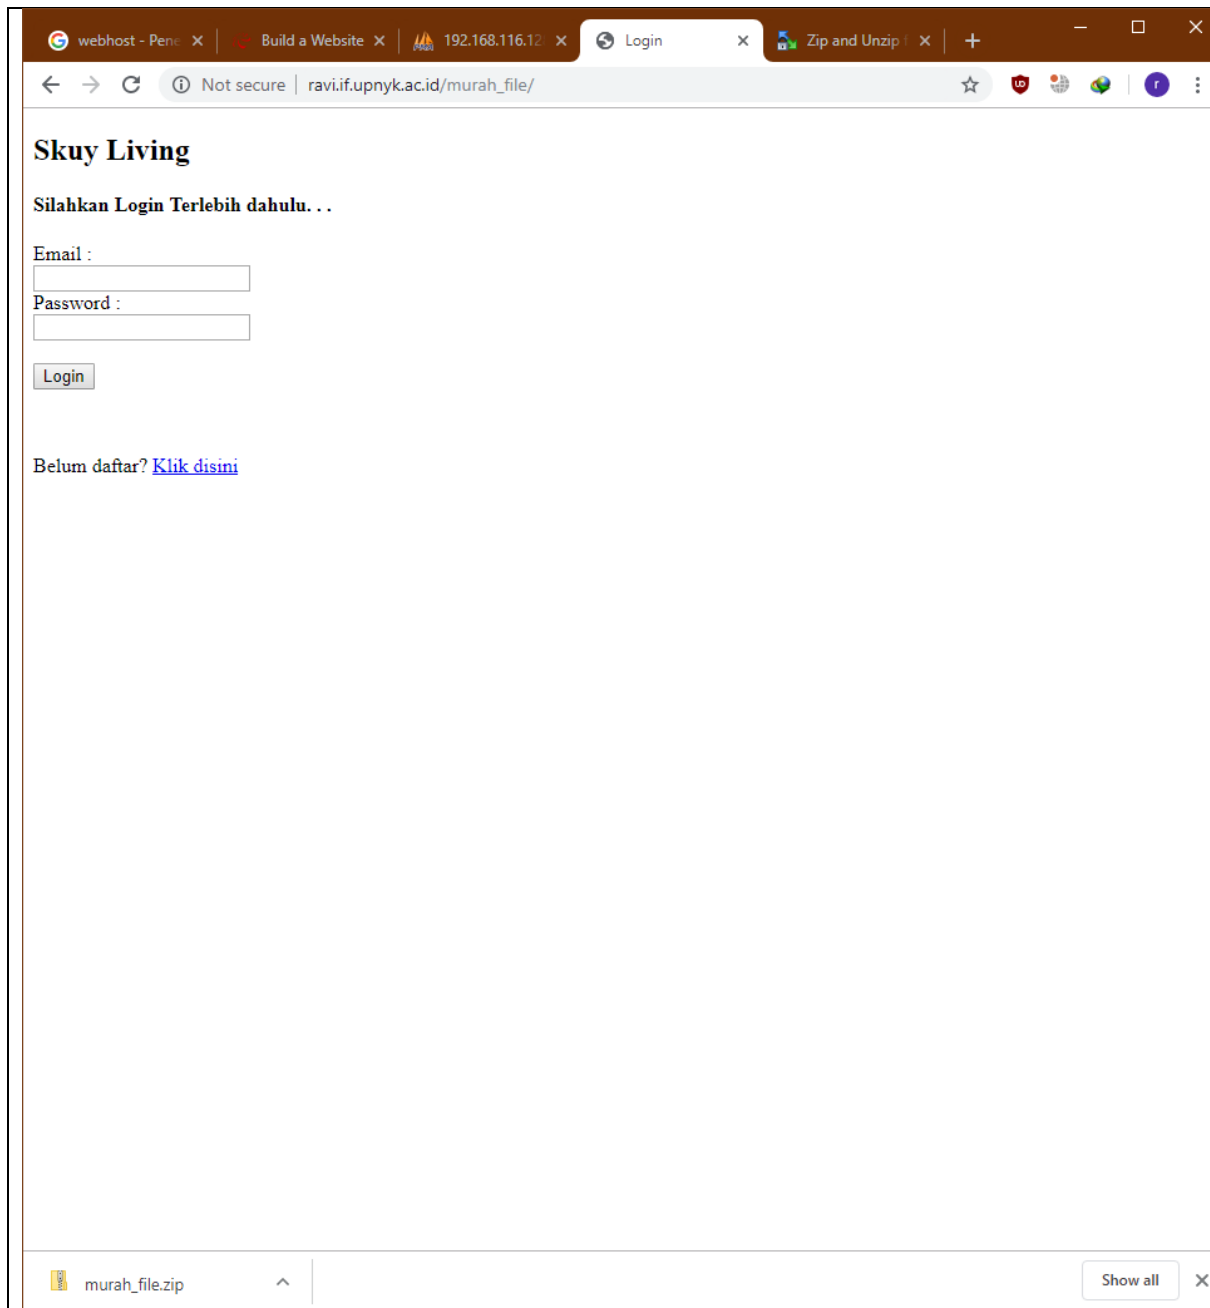 webhost - Pene
Build a Website
192.168.116.12
Login
Zip and Unzip f
Not secure
ravi.if.upnyk.ac.id/murah_file/
r
Skuy Living
Silahkan Login Terlebih dahulu. . .
Email :
Password :
Login
Belum daftar? Klik disini
murah_file.zip
Show all